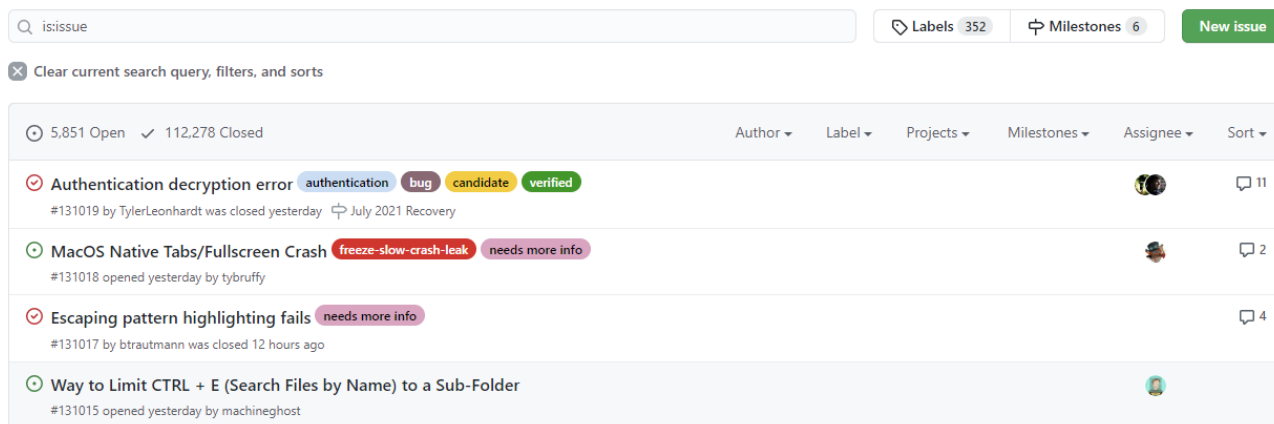 is:issue
Labels 352
Milestones 6
New issue
Clear current search query, filters, and sorts
5,851 Open 112,278 Closed Author Label Projects Milestones Assignee Sort
Authentication decryption error authentication bug candidate verified 11
#131019 by TylerLeonhardt was closed yesterday July 2021 Recovery
MacOS Native Tabs/Fullscreen Crash freeze-slow-crash-leak needs more info 2
#131018 opened yesterday by tybruffy
Escaping pattern highlighting fails needs more info 4
#131017 by btrautmann was closed 12 hours ago
Way to Limit CTRL + E (Search Files by Name) to a Sub-Folder
#131015 opened yesterday by machineghost